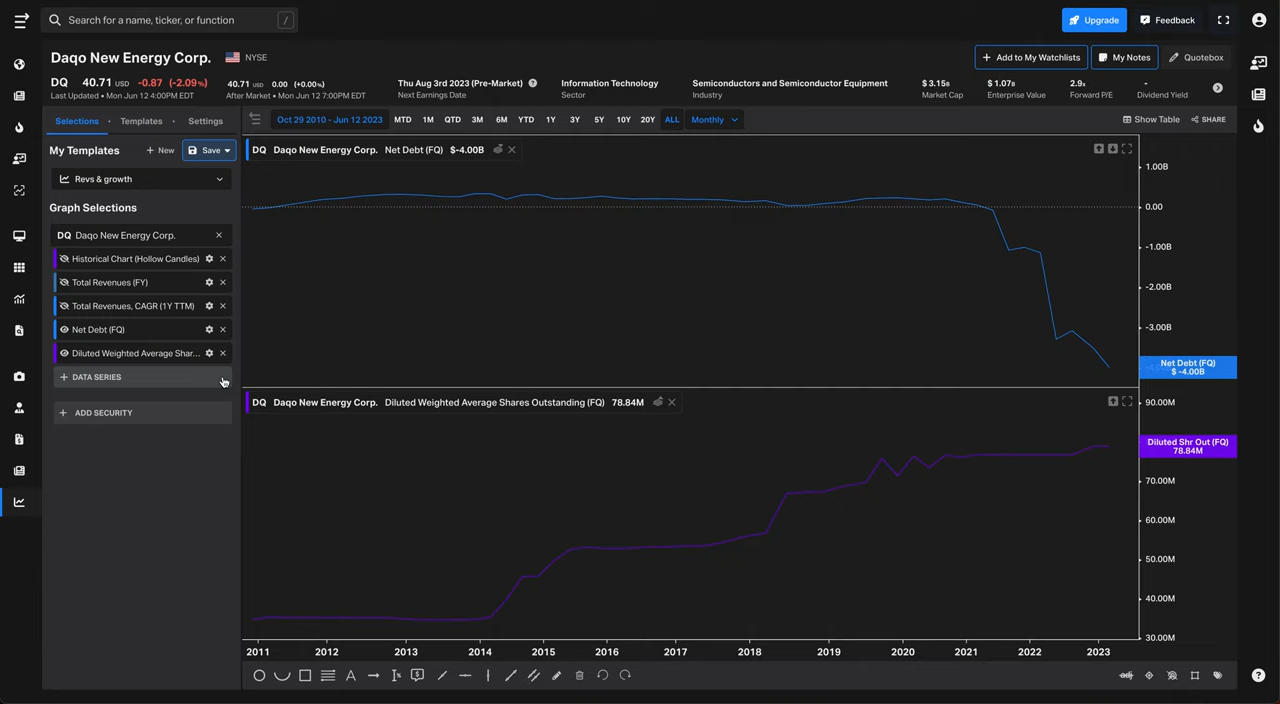 Search for a name, ticker, or function /
Upgrade
Feedback
Daqo New Energy Corp. NYSE
Add to My Watchlists
My Notes
Quotebox
DQ 40.71 USD -0.87 (-2.09%)
Last Updated • Mon Jun 12 4:00PM EDT
40.71 USD 0.00 (+0.00%)
After Market • Mon Jun 12 7:00PM EDT
Thu Aug 3rd 2023 (Pre-Market) ?
Next Earnings Date
Information Technology
Sector
Semiconductors and Semiconductor Equipment
Industry
$ 3.15B
Market Cap
$ 1.07B
Enterprise Value
2.9x
Forward P/E
-
Dividend Yield
Selections • Templates • Settings
Oct 29 2010 - Jun 12 2023 MTD 1M QTD 3M 6M YTD 1Y 3Y 5Y 10Y 20Y ALL Monthly
Show Table
SHARE
My Templates + New Save
Revs & growth
Graph Selections
DQ Daqo New Energy Corp.
Historical Chart (Hollow Candles)
Total Revenues (FY)
Total Revenues, CAGR (1Y TTM)
Net Debt (FQ)
Diluted Weighted Average Shar...
+ DATA SERIES
+ ADD SECURITY
DQ Daqo New Energy Corp. Net Debt (FQ) $-4.00B
1.00B
0.00
-1.00B
-2.00B
-3.00B
Net Debt (FQ)
$ -4.00B
DQ Daqo New Energy Corp. Diluted Weighted Average Shares Outstanding (FQ) 78.84M
90.00M
Diluted Shr Out (FQ)
78.84M
70.00M
60.00M
50.00M
40.00M
30.00M
2011 2012 2013 2014 2015 2016 2017 2018 2019 2020 2021 2022 2023
A
?